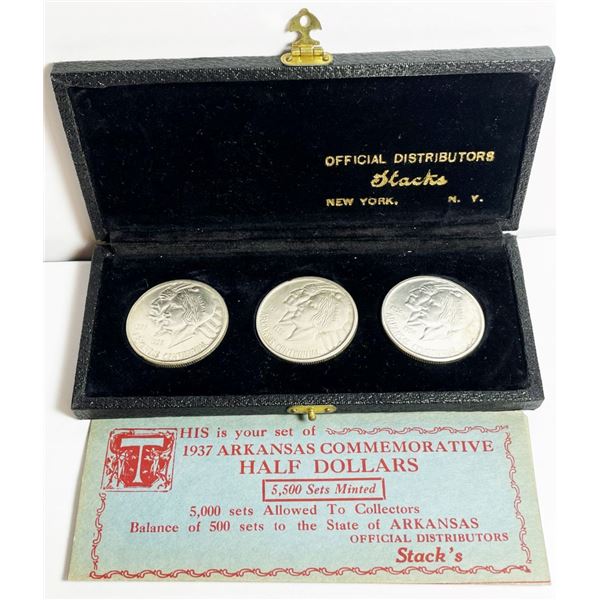 OFFICIAL DISTRIBUTORS
Stacks
NEW YORK, N. Y.
THIS is your set of
1937 ARKANSAS COMMEMORATIVE
HALF DOLLARS
5,500 Sets Minted
5,000 sets Allowed To Collectors
Balance of 500 sets to the State of ARKANSAS
OFFICIAL DISTRIBUTORS
Stack's